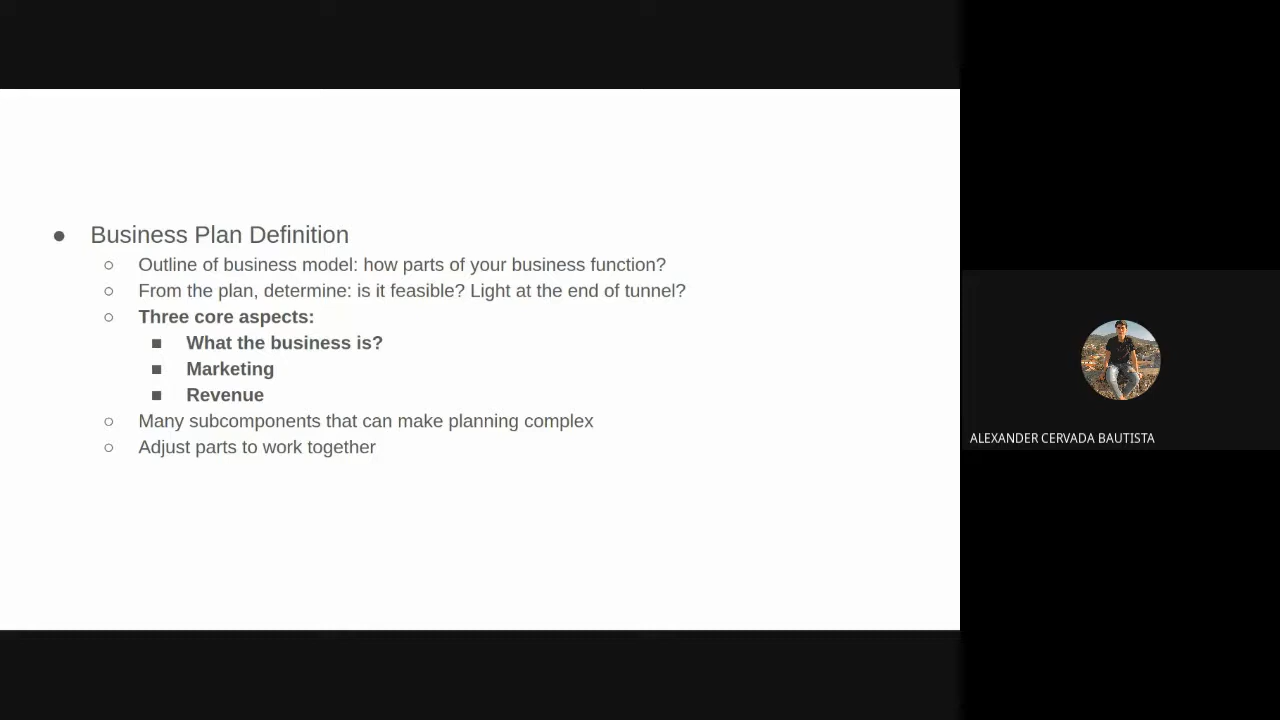 Business Plan Definition
Outline of business model: how parts of your business function?
From the plan, determine: is it feasible? Light at the end of tunnel?
Three core aspects:
What the business is?
Marketing
Revenue
Many subcomponents that can make planning complex
Adjust parts to work together
ALEXANDER CERVADA BAUTISTA